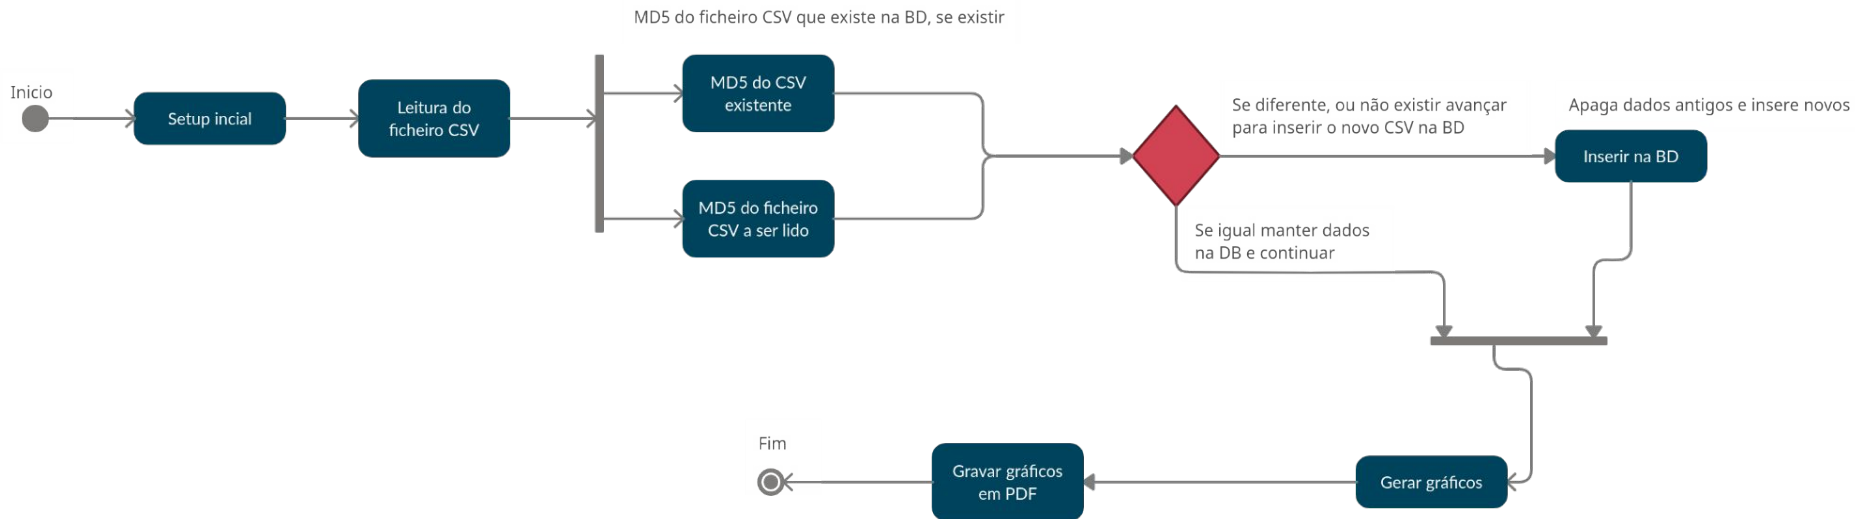 MD5 do ficheiro CSV que existe na BD, se existir
Inicio
Setup incial
Leitura do
ficheiro CSV
MD5 do CSV
existente
MD5 do ficheiro
CSV a ser lido
Se diferente, ou não existir avançar
para inserir o novo CSV na BD
Apaga dados antigos e insere novos
Inserir na BD
Se igual manter dados
na DB e continuar
Gerar gráficos
Gravar gráficos
em PDF
Fim